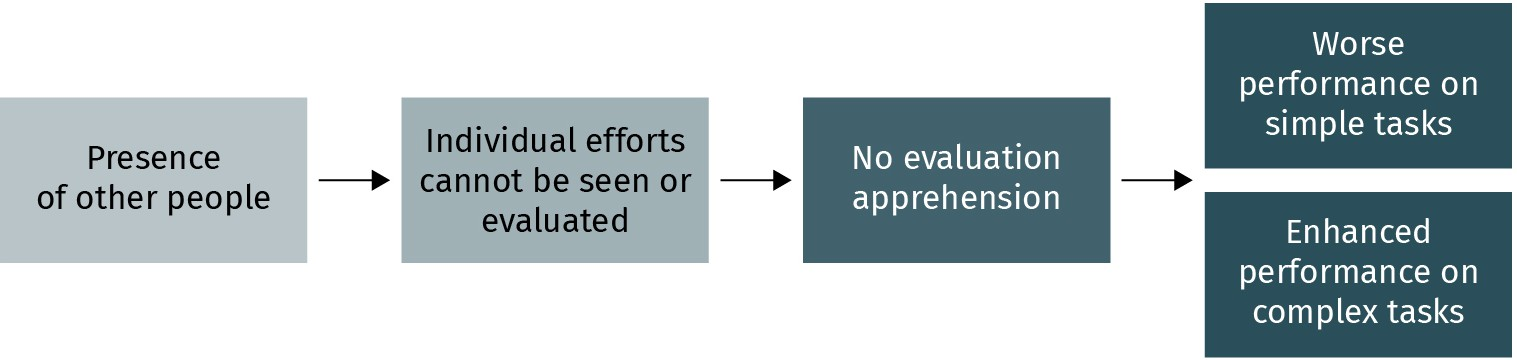 Presence
of other people
Individual efforts
cannot be seen or
evaluated
No evaluation
apprehension
Worse
performance on
simple tasks
Enhanced
performance on
complex tasks